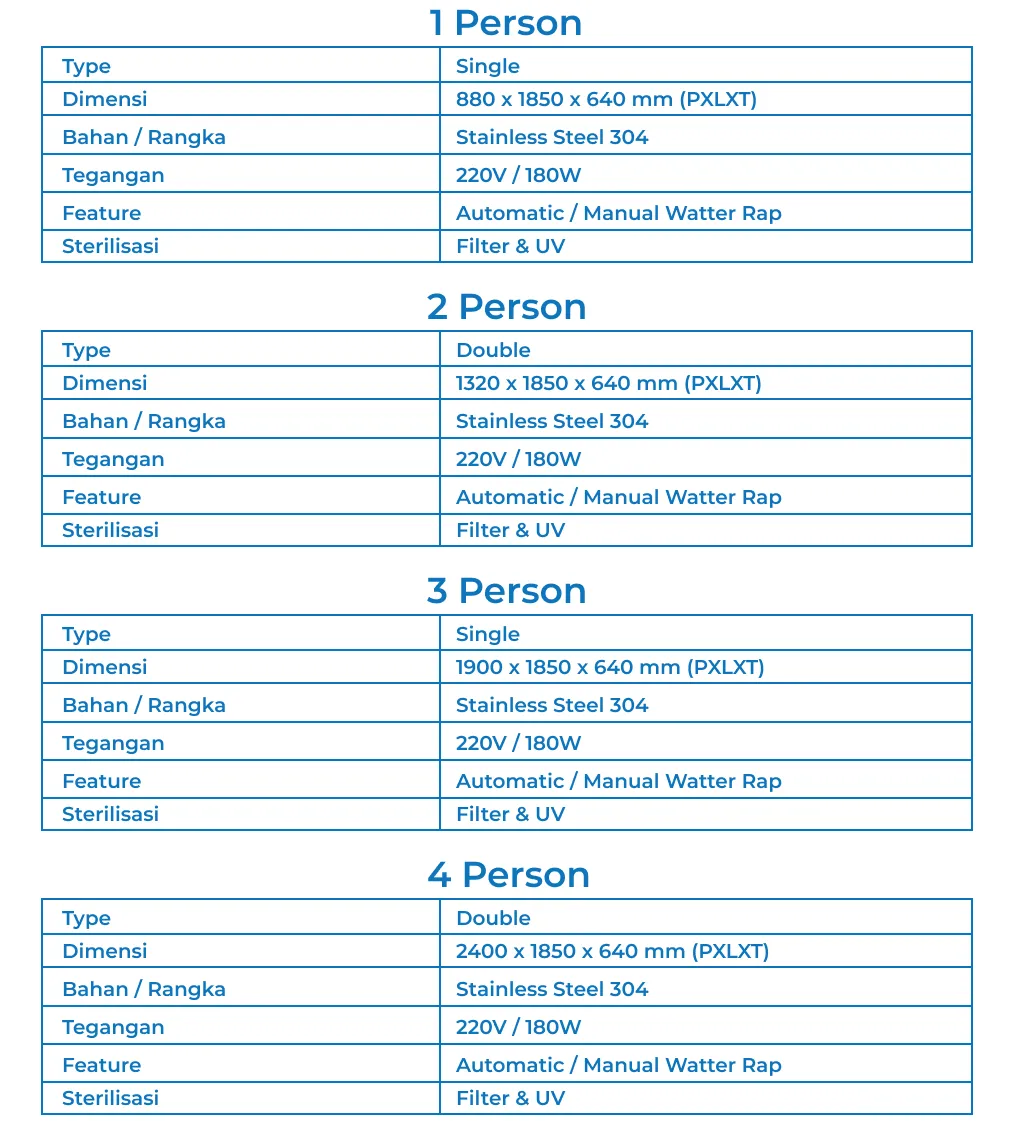 1 Person
Type Single
Dimensi 880 x 1850 x 640 mm (PXLXT)
Bahan / Rangka Stainless Steel 304
Tegangan 220V / 180W
Feature Automatic / Manual Watter Rap
Sterilisasi Filter & UV
2 Person
Type Double
Dimensi 1320 x 1850 x 640 mm (PXLXT)
Bahan / Rangka Stainless Steel 304
Tegangan 220V / 180W
Feature Automatic / Manual Watter Rap
Sterilisasi Filter & UV
3 Person
Type Single
Dimensi 1900 x 1850 x 640 mm (PXLXT)
Bahan / Rangka Stainless Steel 304
Tegangan 220V / 180W
Feature Automatic / Manual Watter Rap
Sterilisasi Filter & UV
4 Person
Type Double
Dimensi 2400 x 1850 x 640 mm (PXLXT)
Bahan / Rangka Stainless Steel 304
Tegangan 220V / 180W
Feature Automatic / Manual Watter Rap
Sterilisasi Filter & UV